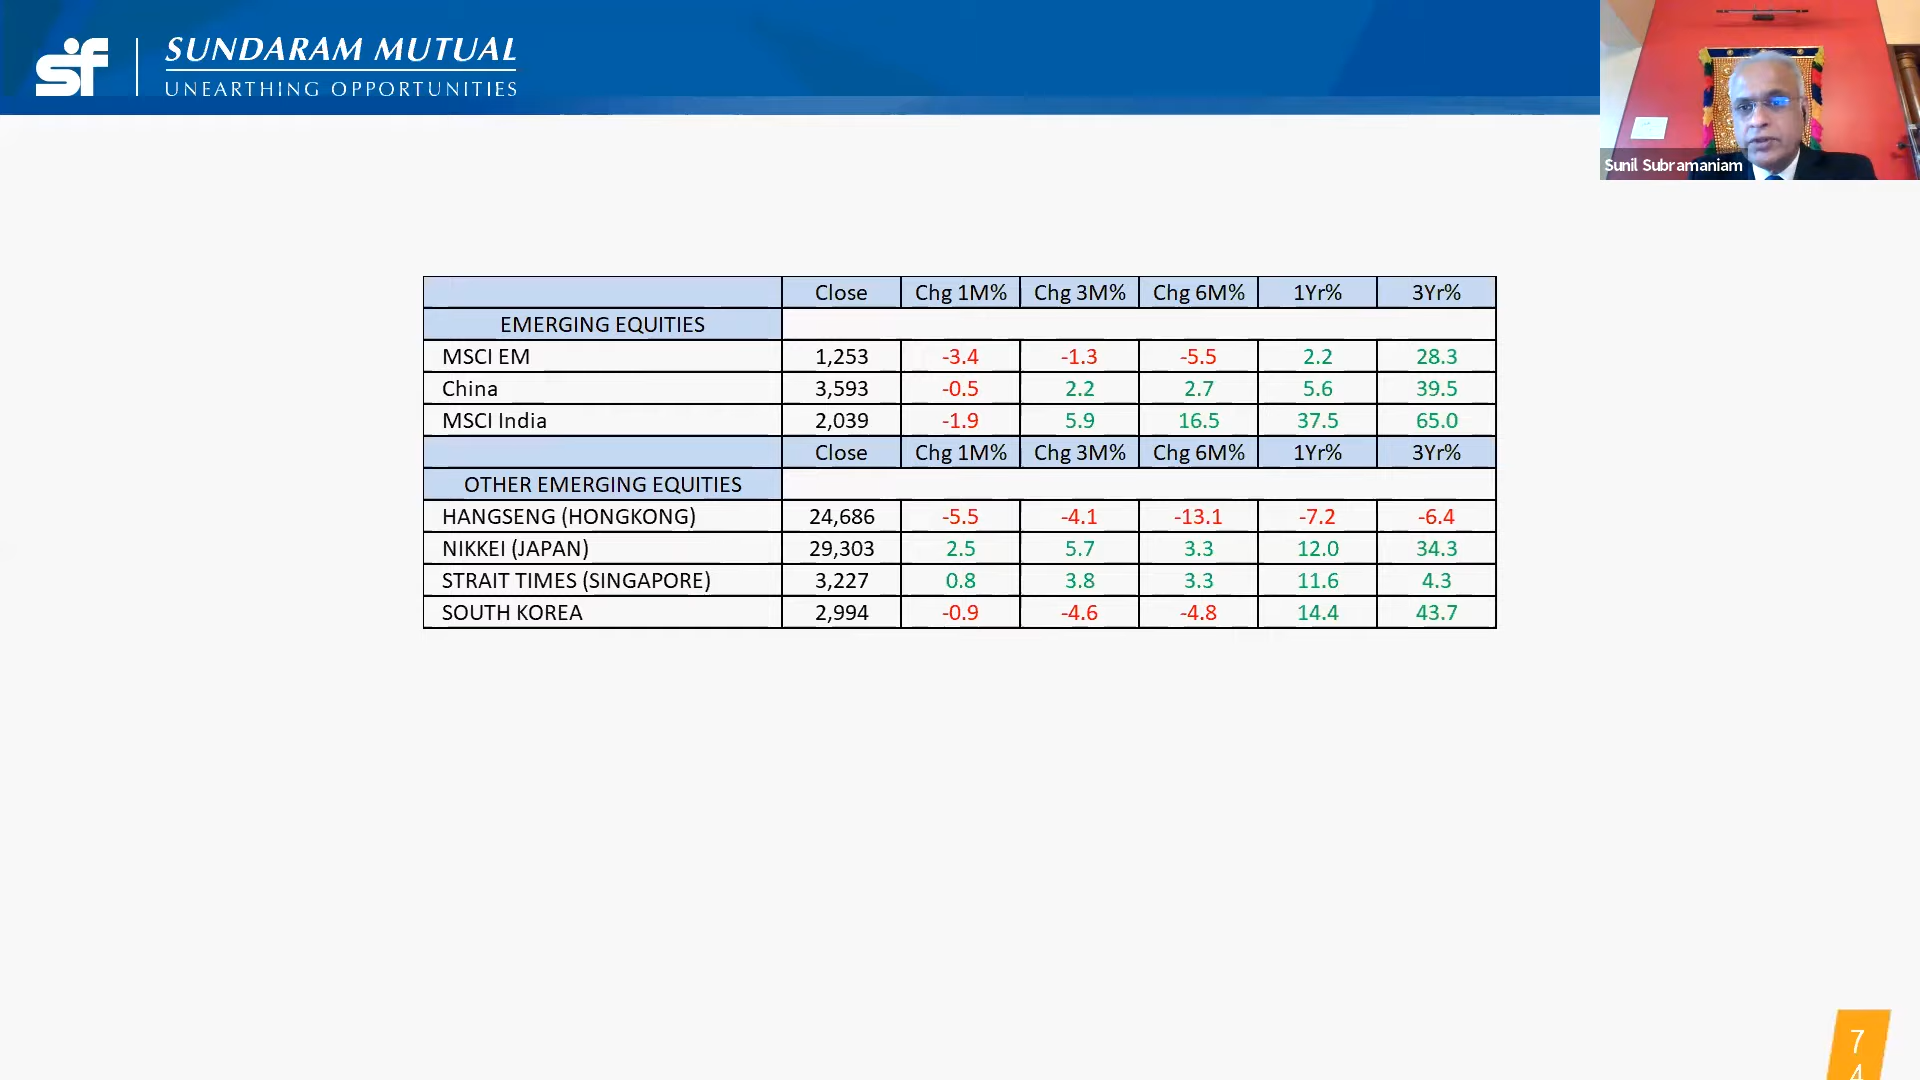 sf
SUNDARAM MUTUAL
UNEARTHING OPPORTUNITIES
Sunil Subramaniam
Close Chg 1M% Chg 3M% Chg 6M% 1Yr% 3Yr%
EMERGING EQUITIES
MSCI EM 1,253 -3.4 -1.3 -5.5 2.2 28.3
China 3,593 -0.5 2.2 2.7 5.6 39.5
MSCI India 2,039 -1.9 5.9 16.5 37.5 65.0
Close Chg 1M% Chg 3M% Chg 6M% 1Yr% 3Yr%
OTHER EMERGING EQUITIES
HANGSENG (HONGKONG) 24,686 -5.5 -4.1 -13.1 -7.2 -6.4
NIKKEI (JAPAN) 29,303 2.5 5.7 3.3 12.0 34.3
STRAIT TIMES (SINGAPORE) 3,227 0.8 3.8 3.3 11.6 4.3
SOUTH KOREA 2,994 -0.9 -4.6 -4.8 14.4 43.7
7
4